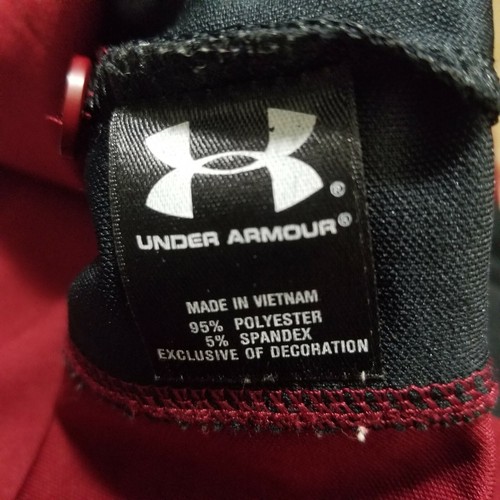 ®
UNDER ARMOUR®
MADE IN VIETNAM
95% POLYESTER
5% SPANDEX
EXCLUSIVE OF DECORATION